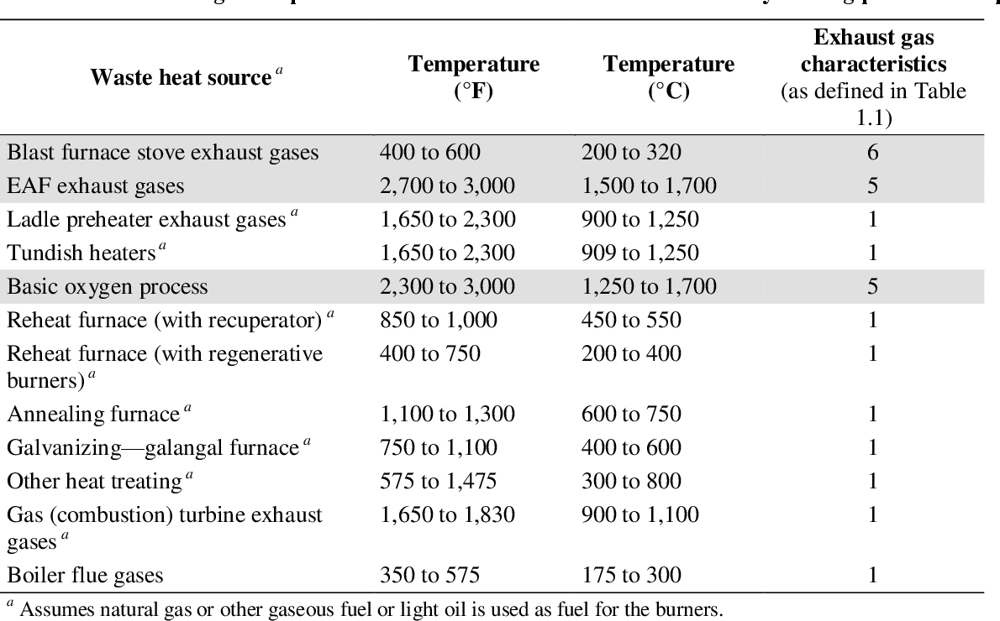 Waste heat source a
Temperature
(°F)
Temperature
(°C)
Exhaust gas
characteristics
(as defined in Table
1.1)
Blast furnace stove exhaust gases 400 to 600 200 to 320 6
EAF exhaust gases 2,700 to 3,000 1,500 to 1,700 5
Ladle preheater exhaust gases a 1,650 to 2,300 900 to 1,250 1
Tundish heaters a 1,650 to 2,300 909 to 1,250 1
Basic oxygen process 2,300 to 3,000 1,250 to 1,700 5
Reheat furnace (with recuperator) a 850 to 1,000 450 to 550 1
Reheat furnace (with regenerative 400 to 750 200 to 400 1
burners) a
Annealing furnace a 1,100 to 1,300 600 to 750 1
Galvanizing—galangal furnace a 750 to 1,100 400 to 600 1
Other heat treating a 575 to 1,475 300 to 800 1
Gas (combustion) turbine exhaust 1,650 to 1,830 900 to 1,100 1
gases a
Boiler flue gases 350 to 575 175 to 300 1
a Assumes natural gas or other gaseous fuel or light oil is used as fuel for the burners.